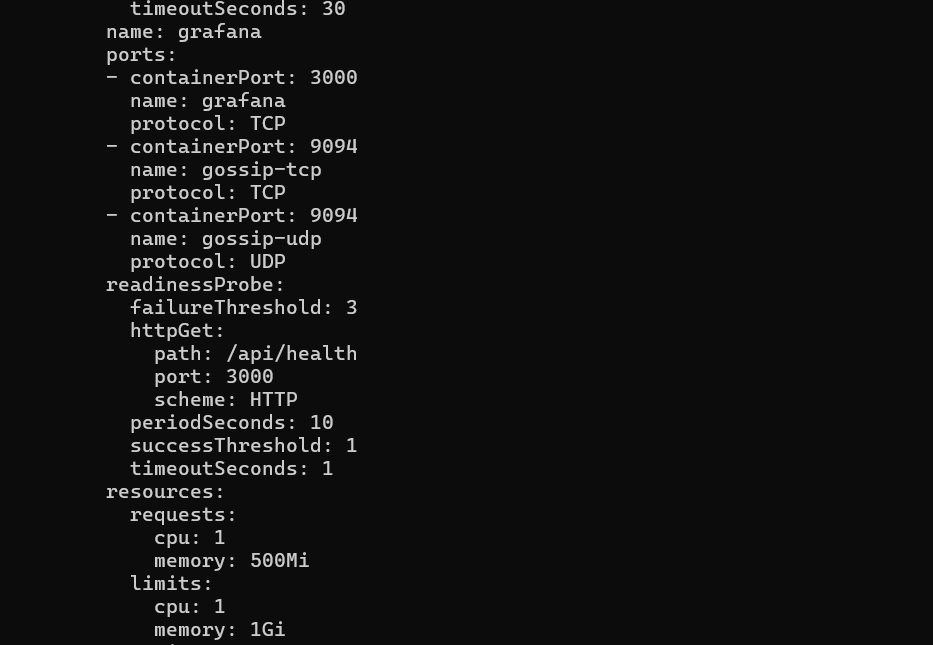 timeoutSeconds: 30
name: grafana
ports:
- containerPort: 3000
name: grafana
protocol: TCP
- containerPort: 9094
name: gossip-tcp
protocol: TCP
- containerPort: 9094
name: gossip-udp
protocol: UDP
readinessProbe:
failureThreshold: 3
httpGet:
path: /api/health
port: 3000
scheme: HTTP
periodSeconds: 10
successThreshold: 1
timeoutSeconds: 1
resources:
requests:
cpu: 1
memory: 500Mi
limits:
cpu: 1
memory: 1Gi